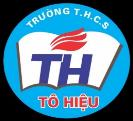 TRƯỜNG T.H.C.S
TH
TÔ HIỆU